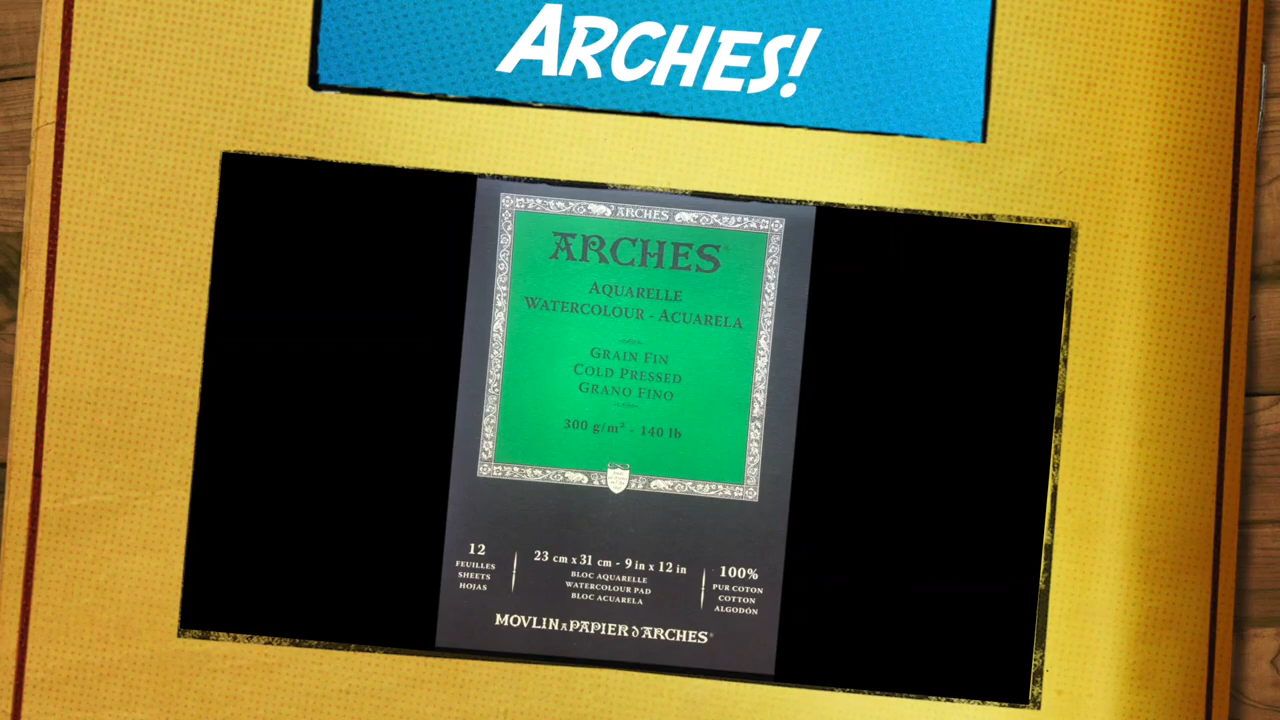 ARCHES!
ARCHES
ARCHES®
AQUARELLE
WATERCOLOUR - ACUARELA
GRAIN FIN
COLD PRESSED
GRANO FINO
300 g/m² - 140 lb
12
FEUILLES
SHEETS
HOJAS
23 cm x 31 cm - 9 in x 12 in
BLOC AQUARELLE
WATERCOLOUR PAD
BLOC ACUARELA
100%
PUR COTON
COTTON
ALGODÓN
MOVLIN A PAPIER D ARCHES®